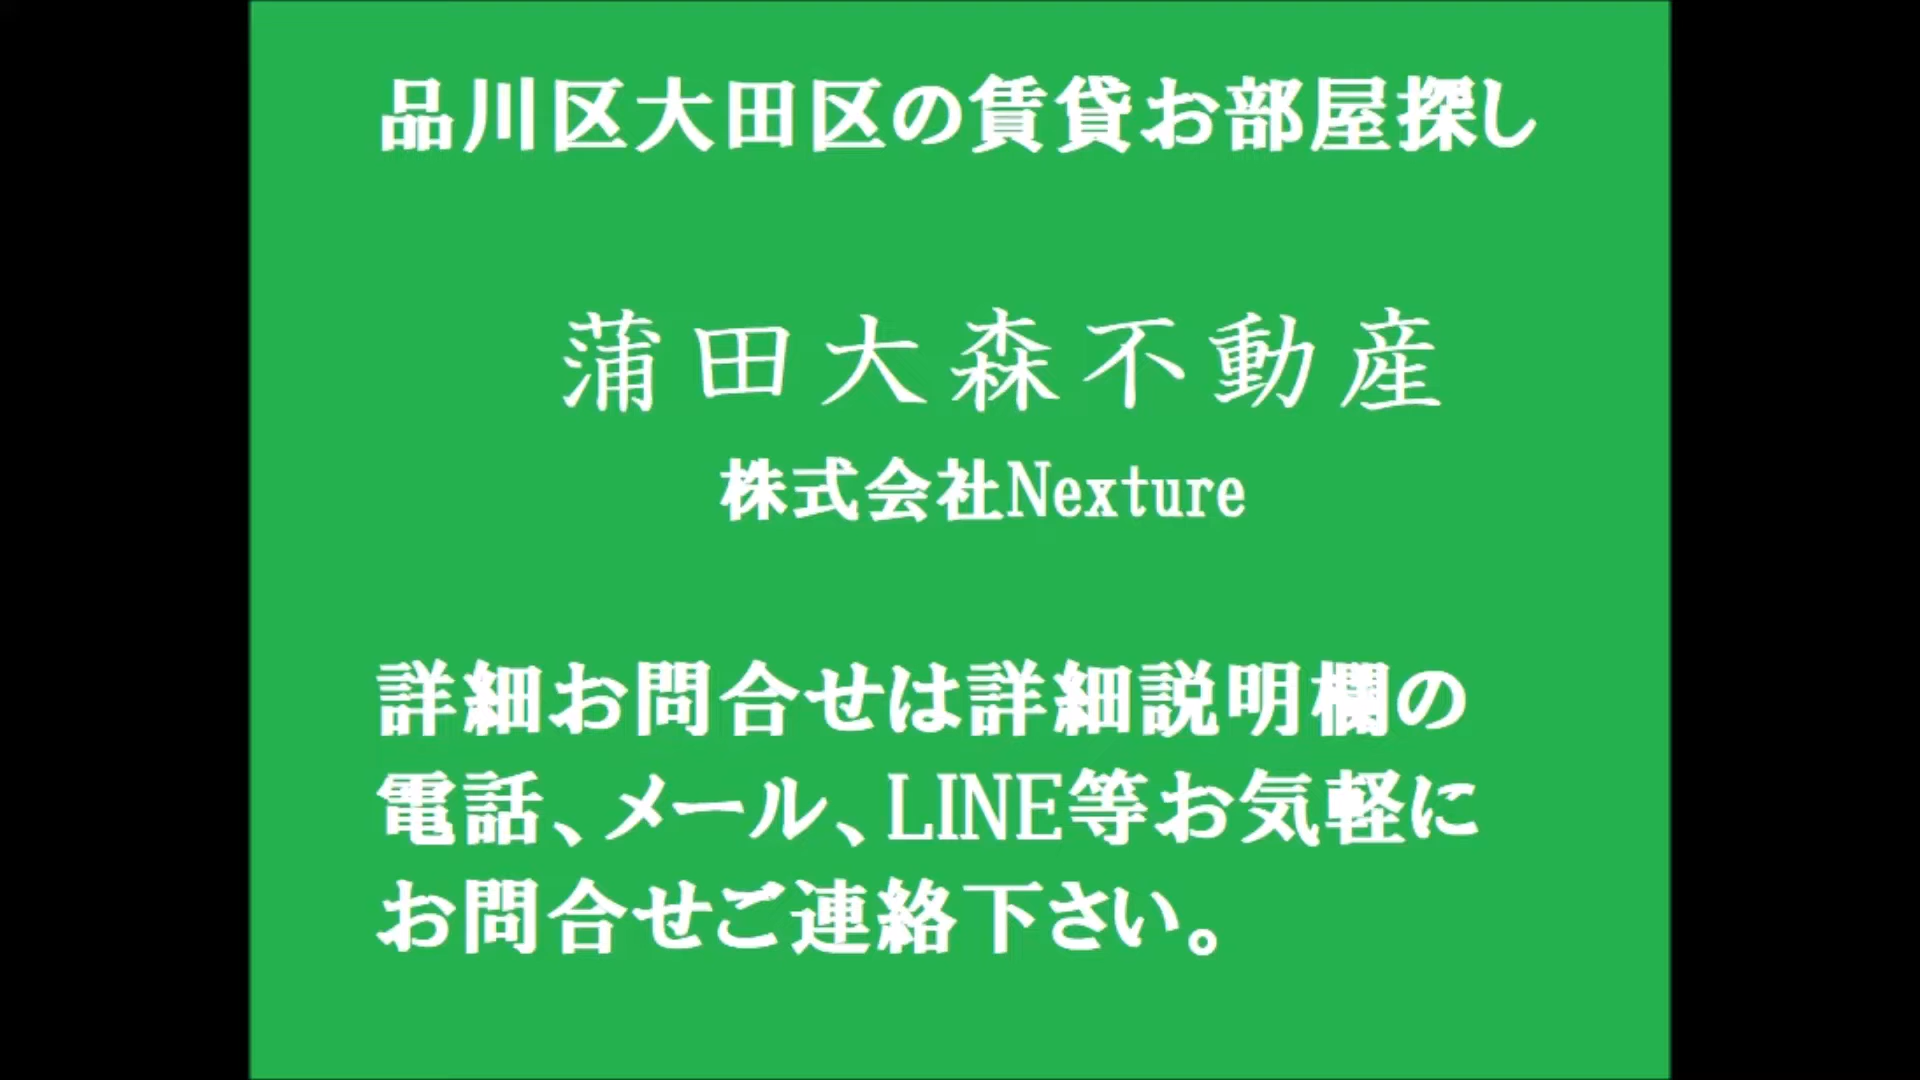 品川区大田区の賃貸お部屋探し
蒲田大森不動産
株式会社Nexture
詳細お問合せは詳細説明欄の
電話、メール、LINE等お気軽に
お問合せご連絡下さい。